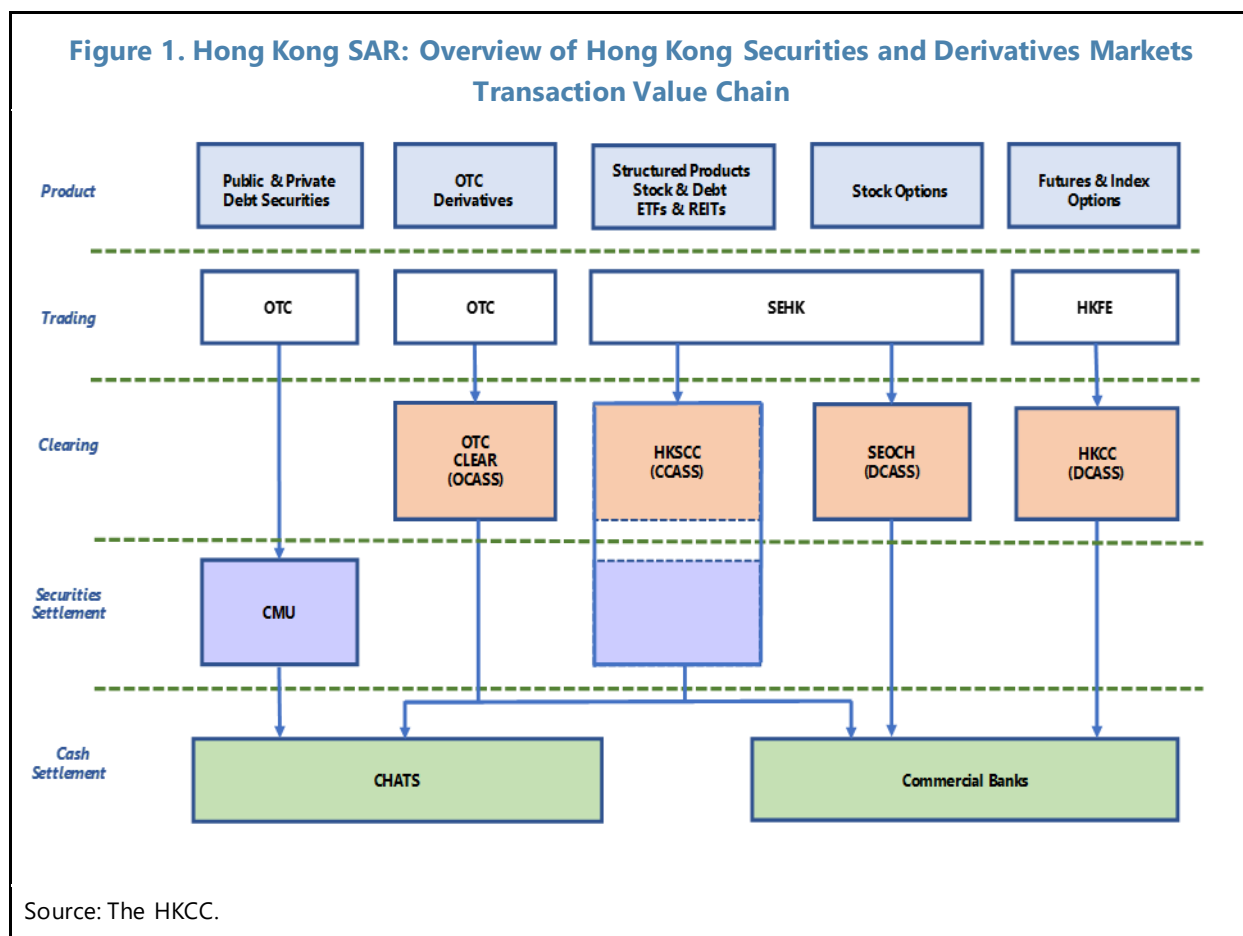 Figure 1. Hong Kong SAR: Overview of Hong Kong Securities and Derivatives Markets
Transaction Value Chain
Product
Public & Private
Debt Securities
OTC
Derivatives
Structured Products
Stock & Debt
ETFs & REITs
Stock Options
Futures & Index
Options
Trading
OTC
OTC
SEHK
HKFE
Clearing
OTC
CLEAR
(OCASS)
HKSCC
(CCASS)
SEOCH
(DCASS)
HKCC
(DCASS)
Securities
Settlement
CMU
Cash
Settlement
CHATS
Commercial Banks
Source: The HKCC.